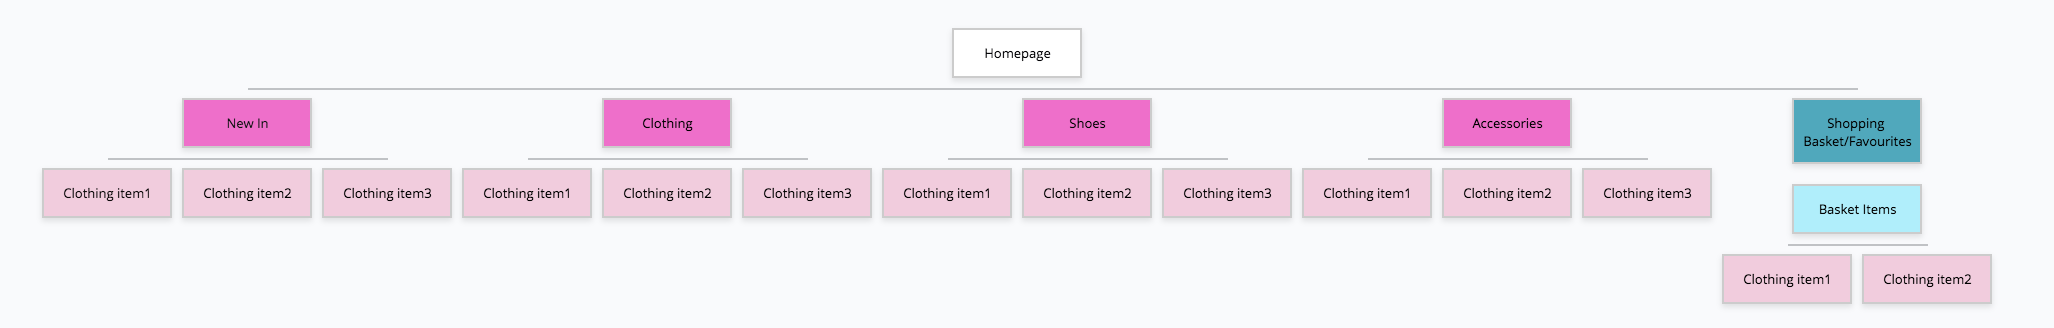 Homepage
New In
Clothing
Shoes
Accessories
Shopping
Basket/Favourites
Clothing item1
Clothing item2
Clothing item3
Clothing item1
Clothing item2
Clothing item3
Clothing item1
Clothing item2
Clothing item3
Clothing item1
Clothing item2
Clothing item3
Basket Items
Clothing item1
Clothing item2